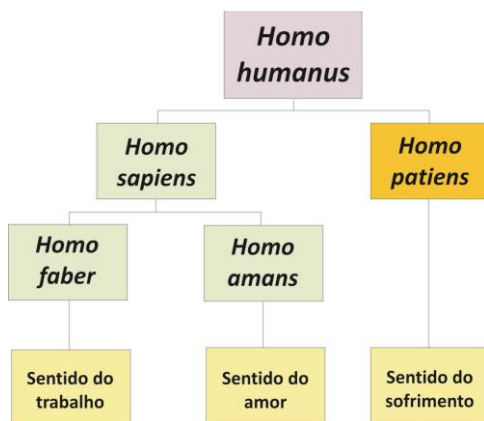 Homo
humanus
Homo
sapiens
Homo
patiens
Homo
faber
Homo
amans
Sentido do
trabalho
Sentido do
amor
Sentido do
sofrimento